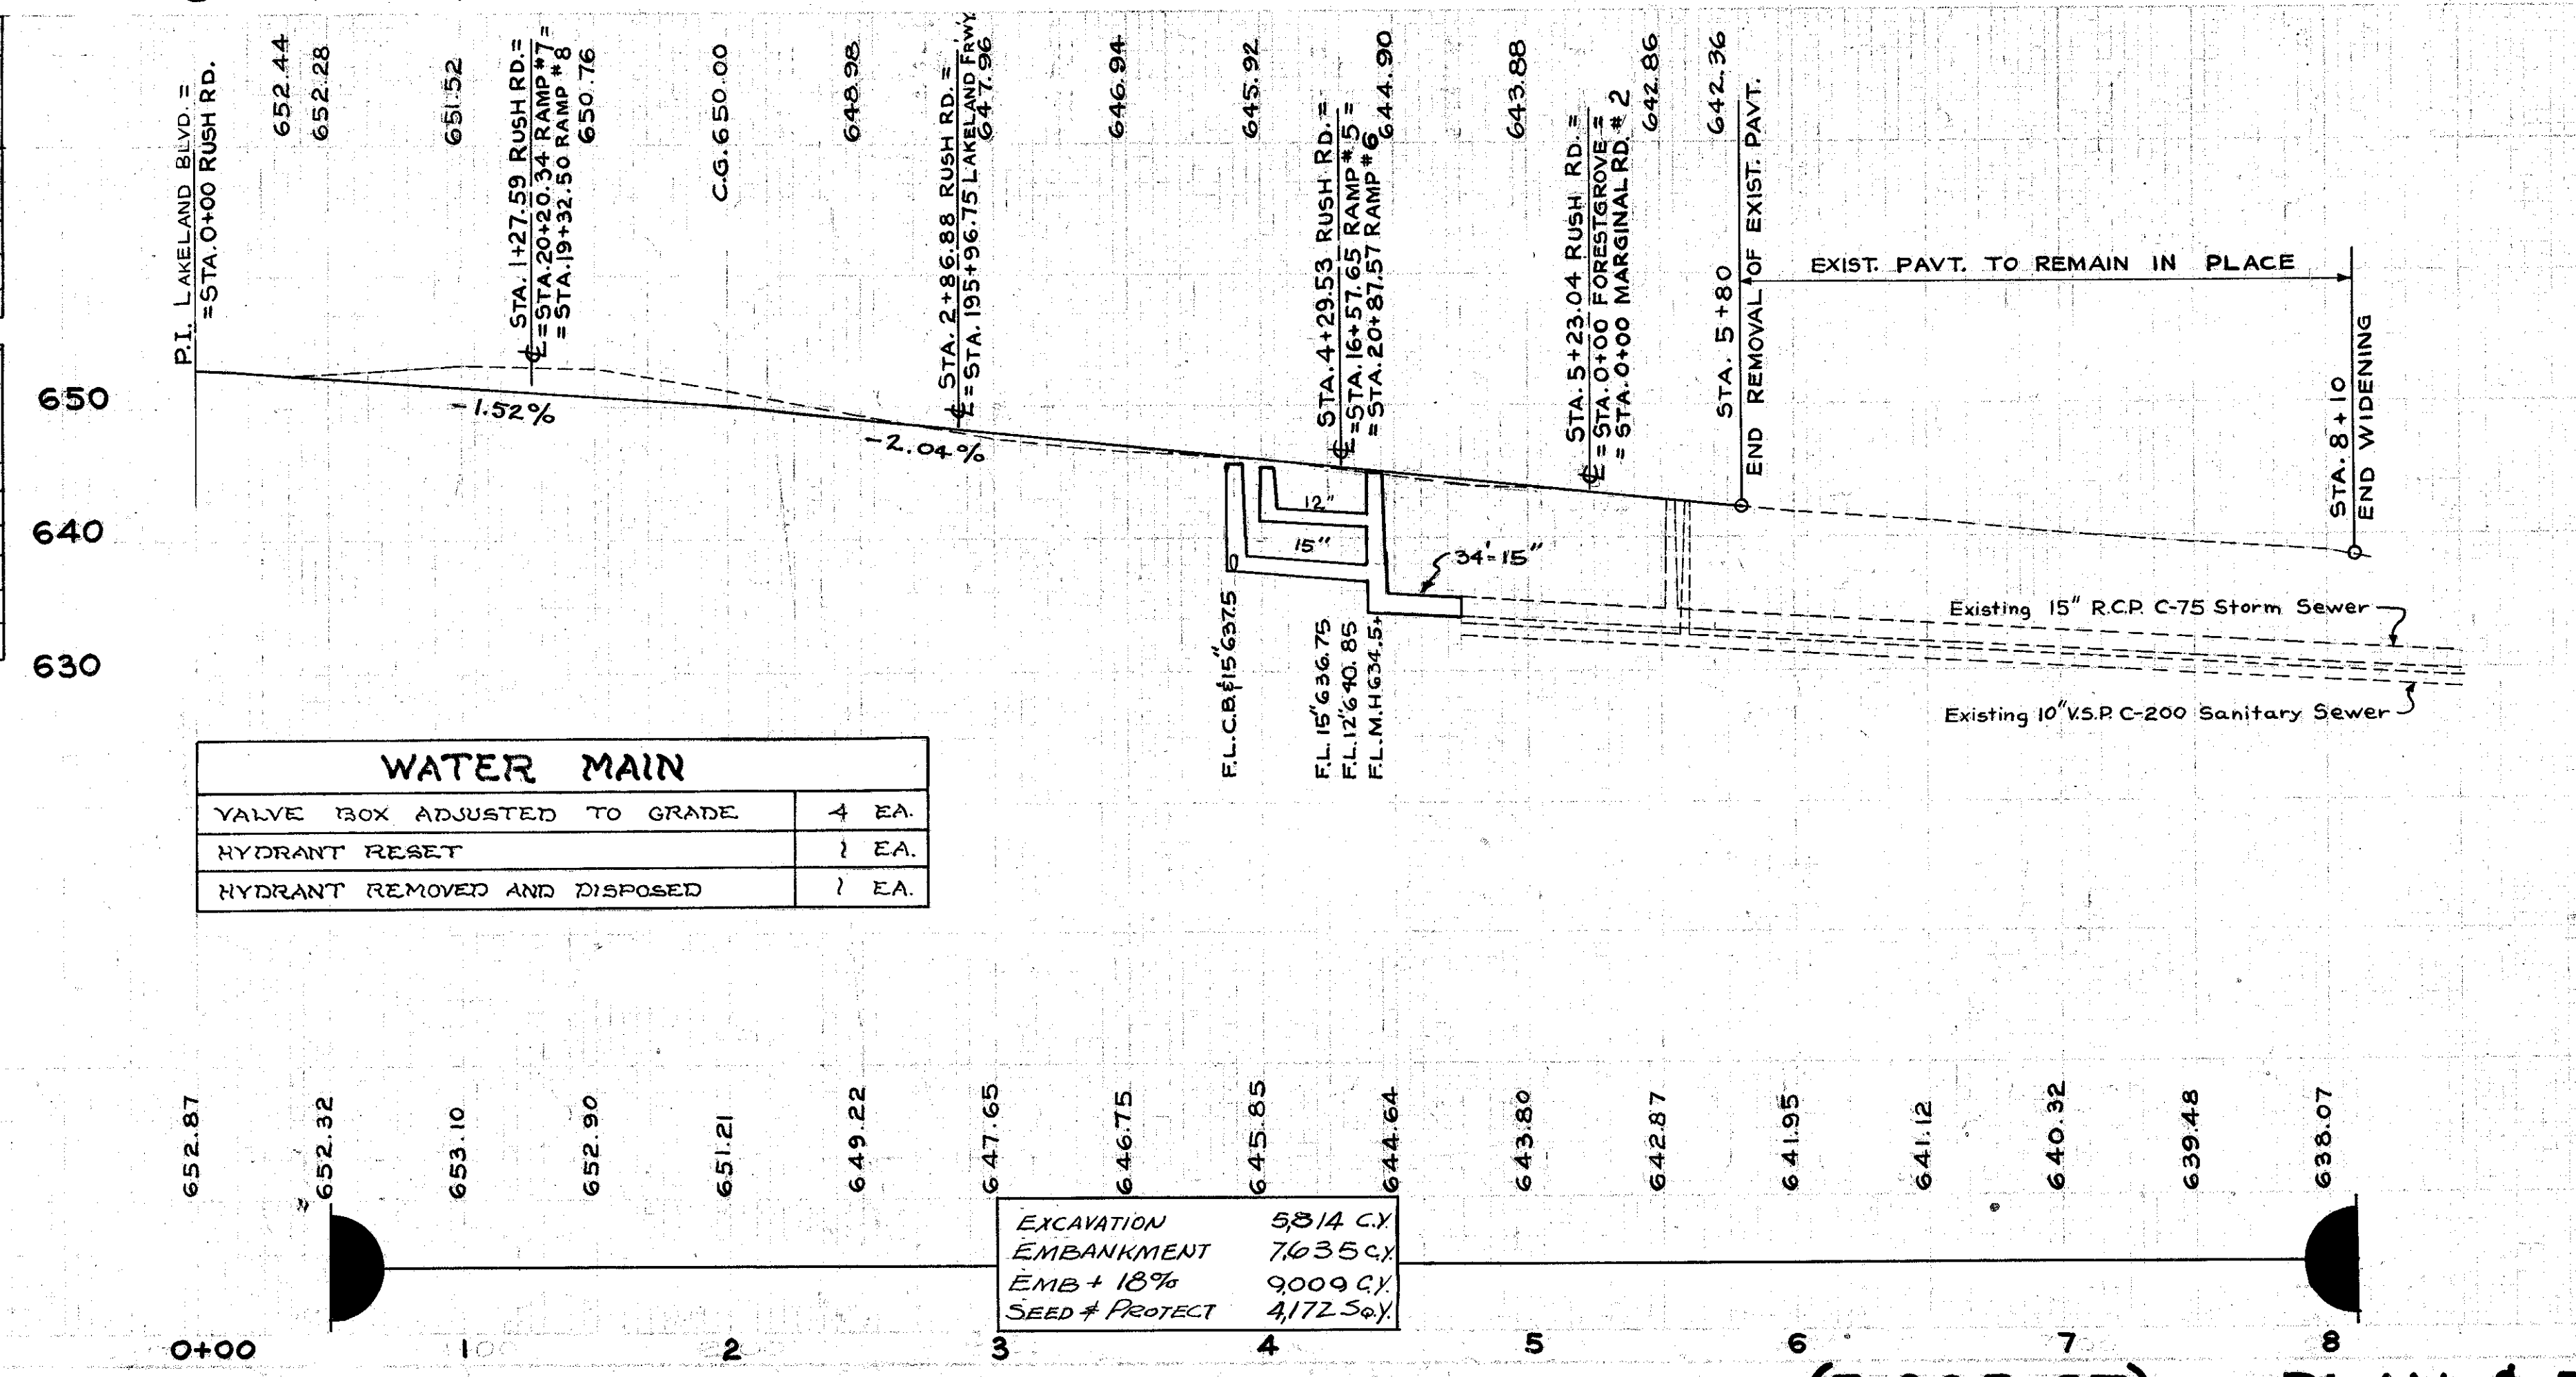 P.I. LAKELAND BLVD. =
=STA.0+00 RUSH RD.
652.44
652.28
651.52
STA. 1+27.59 RUSH RD.=
℄=STA.20+20.34 RAMP #7=
=STA.19+32.50 RAMP #8
650.76
C.G. 650.00
648.98
STA. 2+86.88 RUSH RD. =
℄=STA. 195+96.75 LAKELAND FRWY.
647.96
646.94
645.92
STA. 4+29.53 RUSH RD. =
℄=STA.16+57.65 RAMP #5 =
=STA.20+87.57 RAMP #6
644.90
643.88
STA.5+23.04 RUSH RD. =
℄=STA.0+00 FORESTGROVE =
=STA.0+00 MARGINAL RD.#2
642.86
642.36
STA. 5+80
END REMOVAL OF EXIST. PAVT.
EXIST. PAVT. TO REMAIN IN PLACE
STA. 8+10
END WIDENING
650
640
630
-1.52%
-2.04%
12"
15"
34'-15"
F.L.C.B.&15"637.5
F.L.15"636.75
F.L.12"640.85
F.L.M.H634.5±
Existing 15" R.C.P. C-75 Storm Sewer
Existing 10" V.S.P. C-200 Sanitary Sewer
WATER MAIN
VALVE BOX ADJUSTED TO GRADE 4 EA.
HYDRANT RESET 1 EA.
HYDRANT REMOVED AND DISPOSED 1 EA.
652.87
652.32
653.10
652.90
651.21
649.22
647.65
646.75
645.85
644.64
643.80
642.87
641.95
641.12
640.32
639.48
638.07
EXCAVATION 5,814 C.Y.
EMBANKMENT 7,635 C.Y.
EMB + 18% 9,009 C.Y.
SEED & PROTECT 4,172 SQ.Y.
0+00 1 2 3 4 5 6 7 8